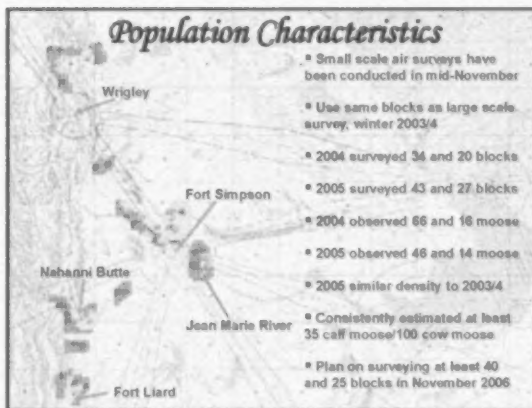 Population Characteristics
▪ Small scale air surveys have
been conducted in mid-November
▪ Use same blocks as large scale
survey, winter 2003/4
▪ 2004 surveyed 34 and 20 blocks
▪ 2005 surveyed 43 and 27 blocks
▪ 2004 observed 66 and 16 moose
▪ 2005 observed 46 and 14 moose
▪ 2005 similar density to 2003/4
▪ Consistently estimated at least
35 calf moose/100 cow moose
▪ Plan on surveying at least 40
and 25 blocks in November 2006
Wrigley
Fort Simpson
Nahanni Butte
Jean Marie River
Fort Liard